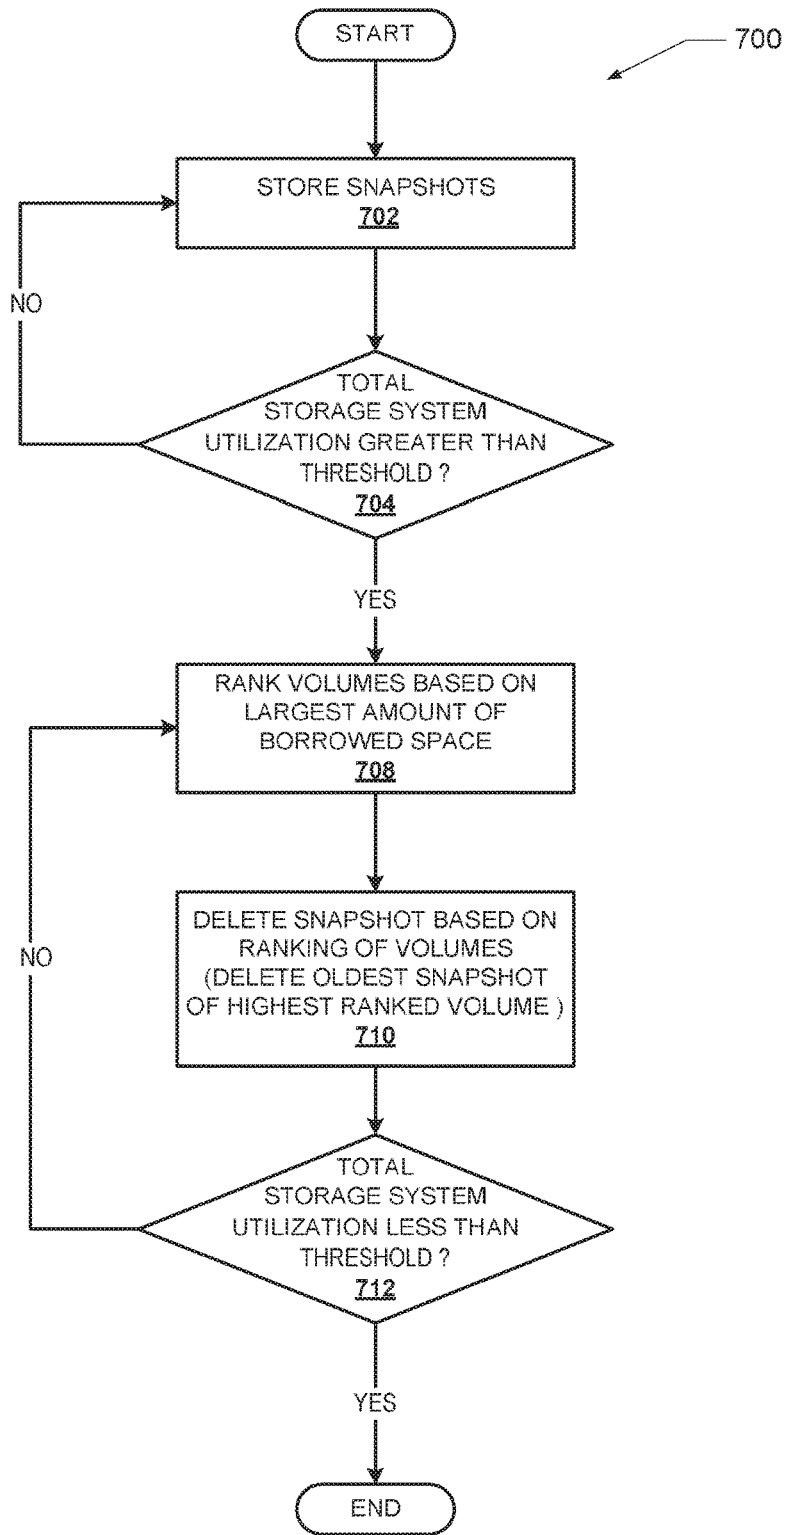 START
700
STORE SNAPSHOTS
702
NO
TOTAL
STORAGE SYSTEM
UTILIZATION GREATER THAN
THRESHOLD ?
704
YES
RANK VOLUMES BASED ON
LARGEST AMOUNT OF
BORROWED SPACE
708
DELETE SNAPSHOT BASED ON
RANKING OF VOLUMES
(DELETE OLDEST SNAPSHOT
OF HIGHEST RANKED VOLUME )
710
NO
TOTAL
STORAGE SYSTEM
UTILIZATION LESS THAN
THRESHOLD ?
712
YES
END